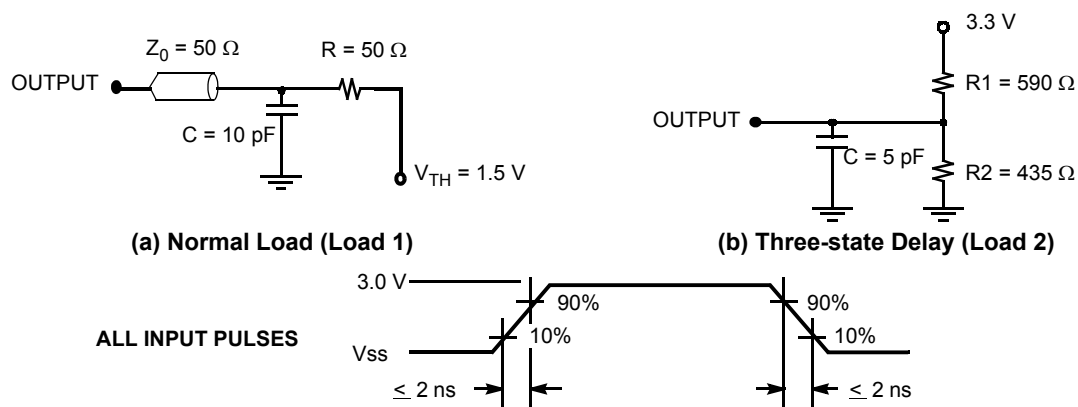 Z0 = 50 Ω
R = 50 Ω
OUTPUT
C = 10 pF
VTH = 1.5 V
(a) Normal Load (Load 1)
3.3 V
R1 = 590 Ω
OUTPUT
C = 5 pF
R2 = 435 Ω
(b) Three-state Delay (Load 2)
3.0 V
90%
90%
ALL INPUT PULSES
10%
10%
Vss
≤ 2 ns
≤ 2 ns